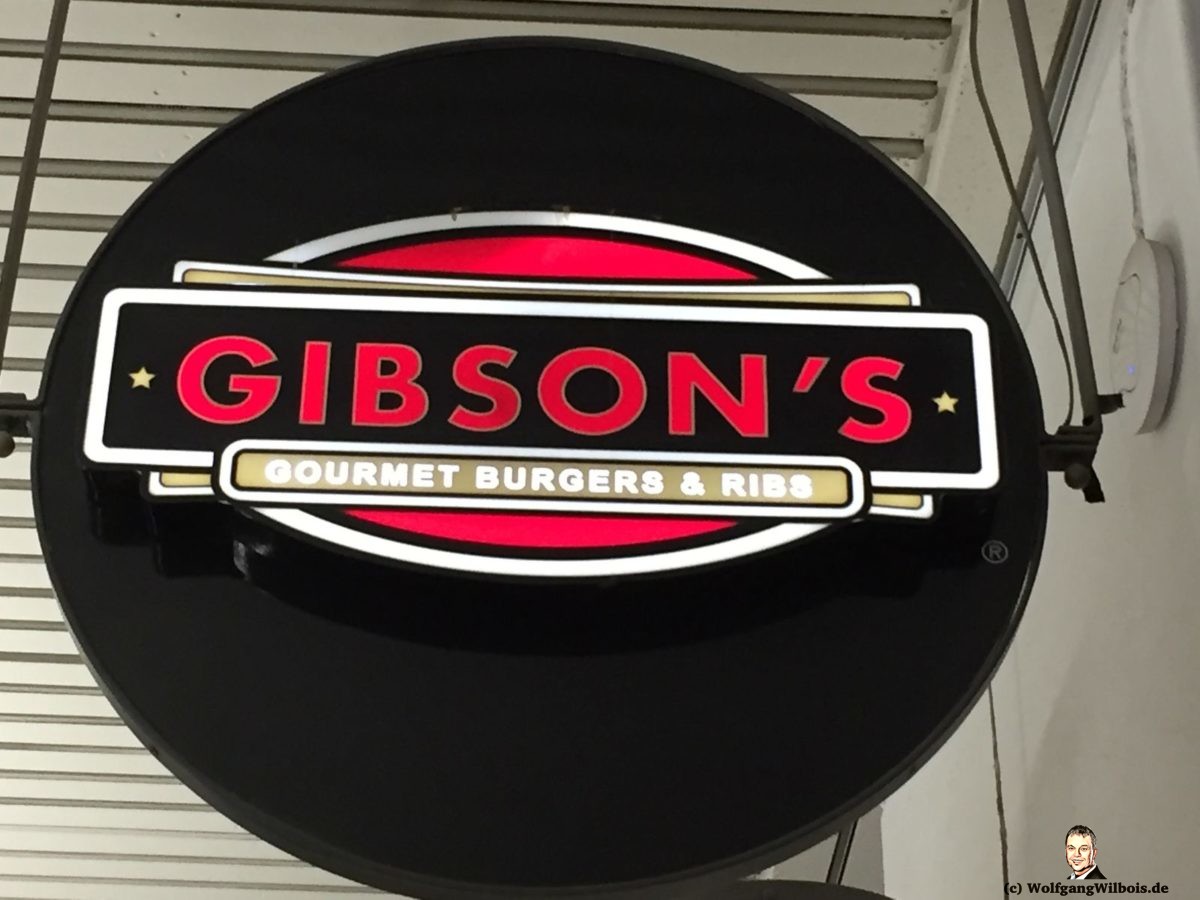 GIBSON'S
GOURMET BURGERS & RIBS
®
(c) WolfgangWilbois.de